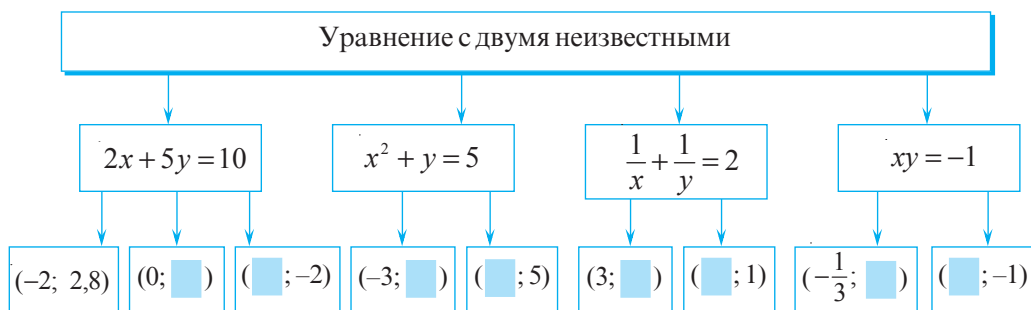 Уравнение с двумя неизвестными
2x + 5y = 10
x² + y = 5
1/x + 1/y = 2
xy = –1
(–2; 2,8)
(0; )
( ; –2)
(–3; )
( ; 5)
(3; )
( ; 1)
(–1/3; )
( ; –1)